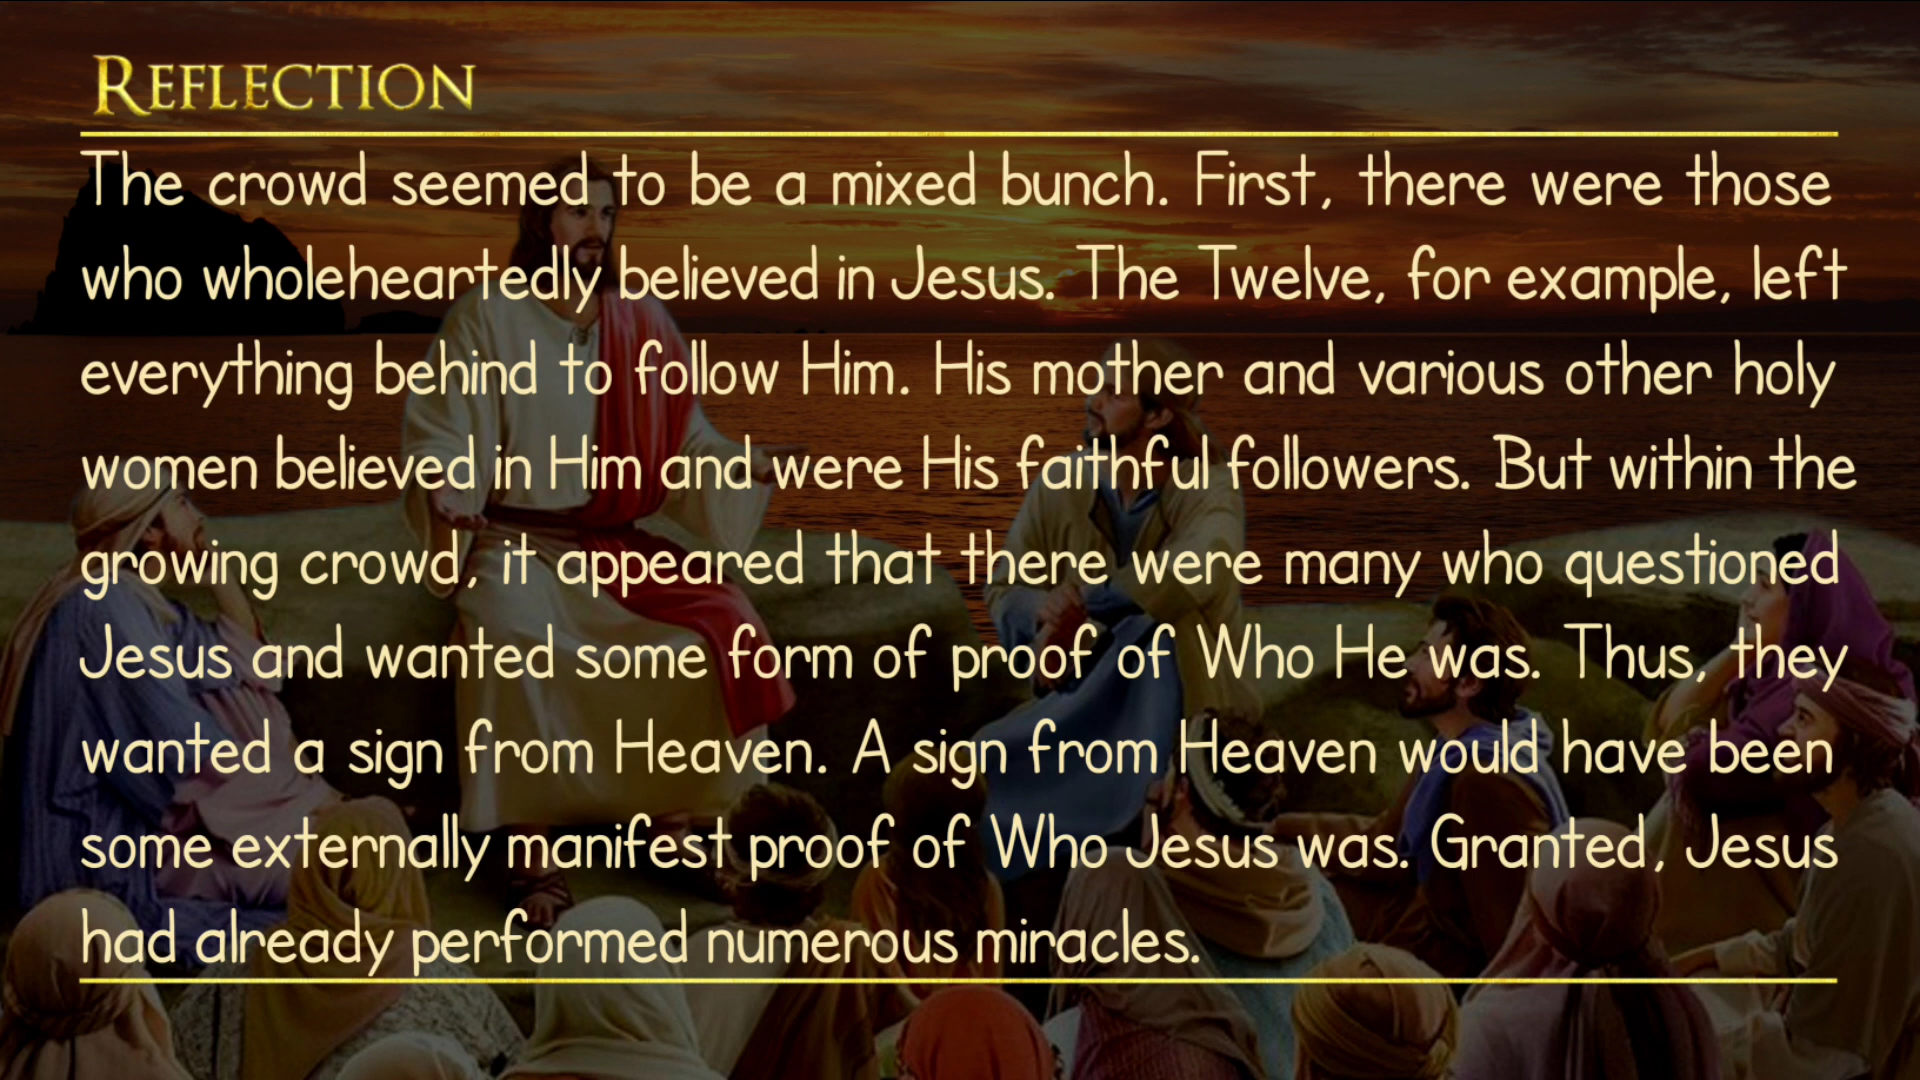 REFLECTION
The crowd seemed to be a mixed bunch. First, there were those
who wholeheartedly believed in Jesus. The Twelve, for example, left
everything behind to follow Him. His mother and various other holy
women believed in Him and were His faithful followers. But within the
growing crowd, it appeared that there were many who questioned
Jesus and wanted some form of proof of Who He was. Thus, they
wanted a sign from Heaven. A sign from Heaven would have been
some externally manifest proof of Who Jesus was. Granted, Jesus
had already performed numerous miracles.